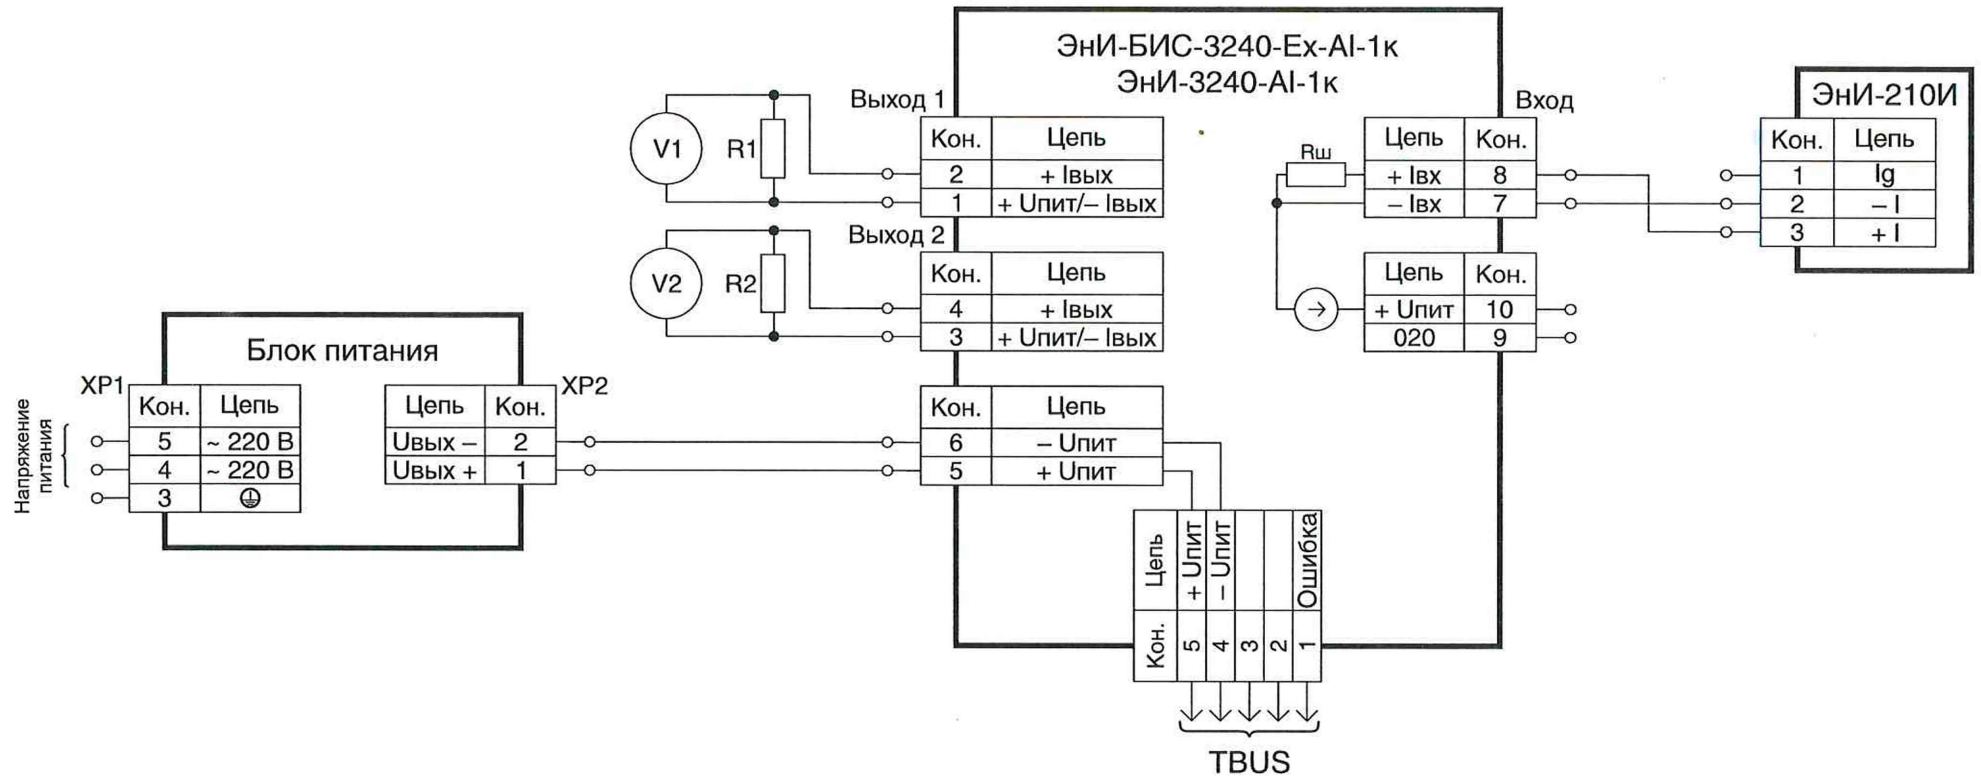 ЭнИ-БИС-3240-Ex-AI-1к
ЭнИ-3240-AI-1к
Выход 1
Кон. Цепь
2 + Iвых
1 + Uпит/– Iвых
V1
R1
Выход 2
Кон. Цепь
4 + Iвых
3 + Uпит/– Iвых
V2
R2
Вход
Цепь Кон.
+ Iвх 8
– Iвх 7
Rш
Цепь Кон.
+ Uпит 10
020 9
ЭнИ-210И
Кон. Цепь
1 Ig
2 – I
3 + I
Блок питания
Напряжение
питания
XP1
Кон. Цепь
5 ~ 220 В
4 ~ 220 В
3
XP2
Цепь Кон.
Uвых – 2
Uвых + 1
Кон. Цепь
6 – Uпит
5 + Uпит
Цепь + Uпит – Uпит Ошибка
Кон. 5 4 3 2 1
TBUS